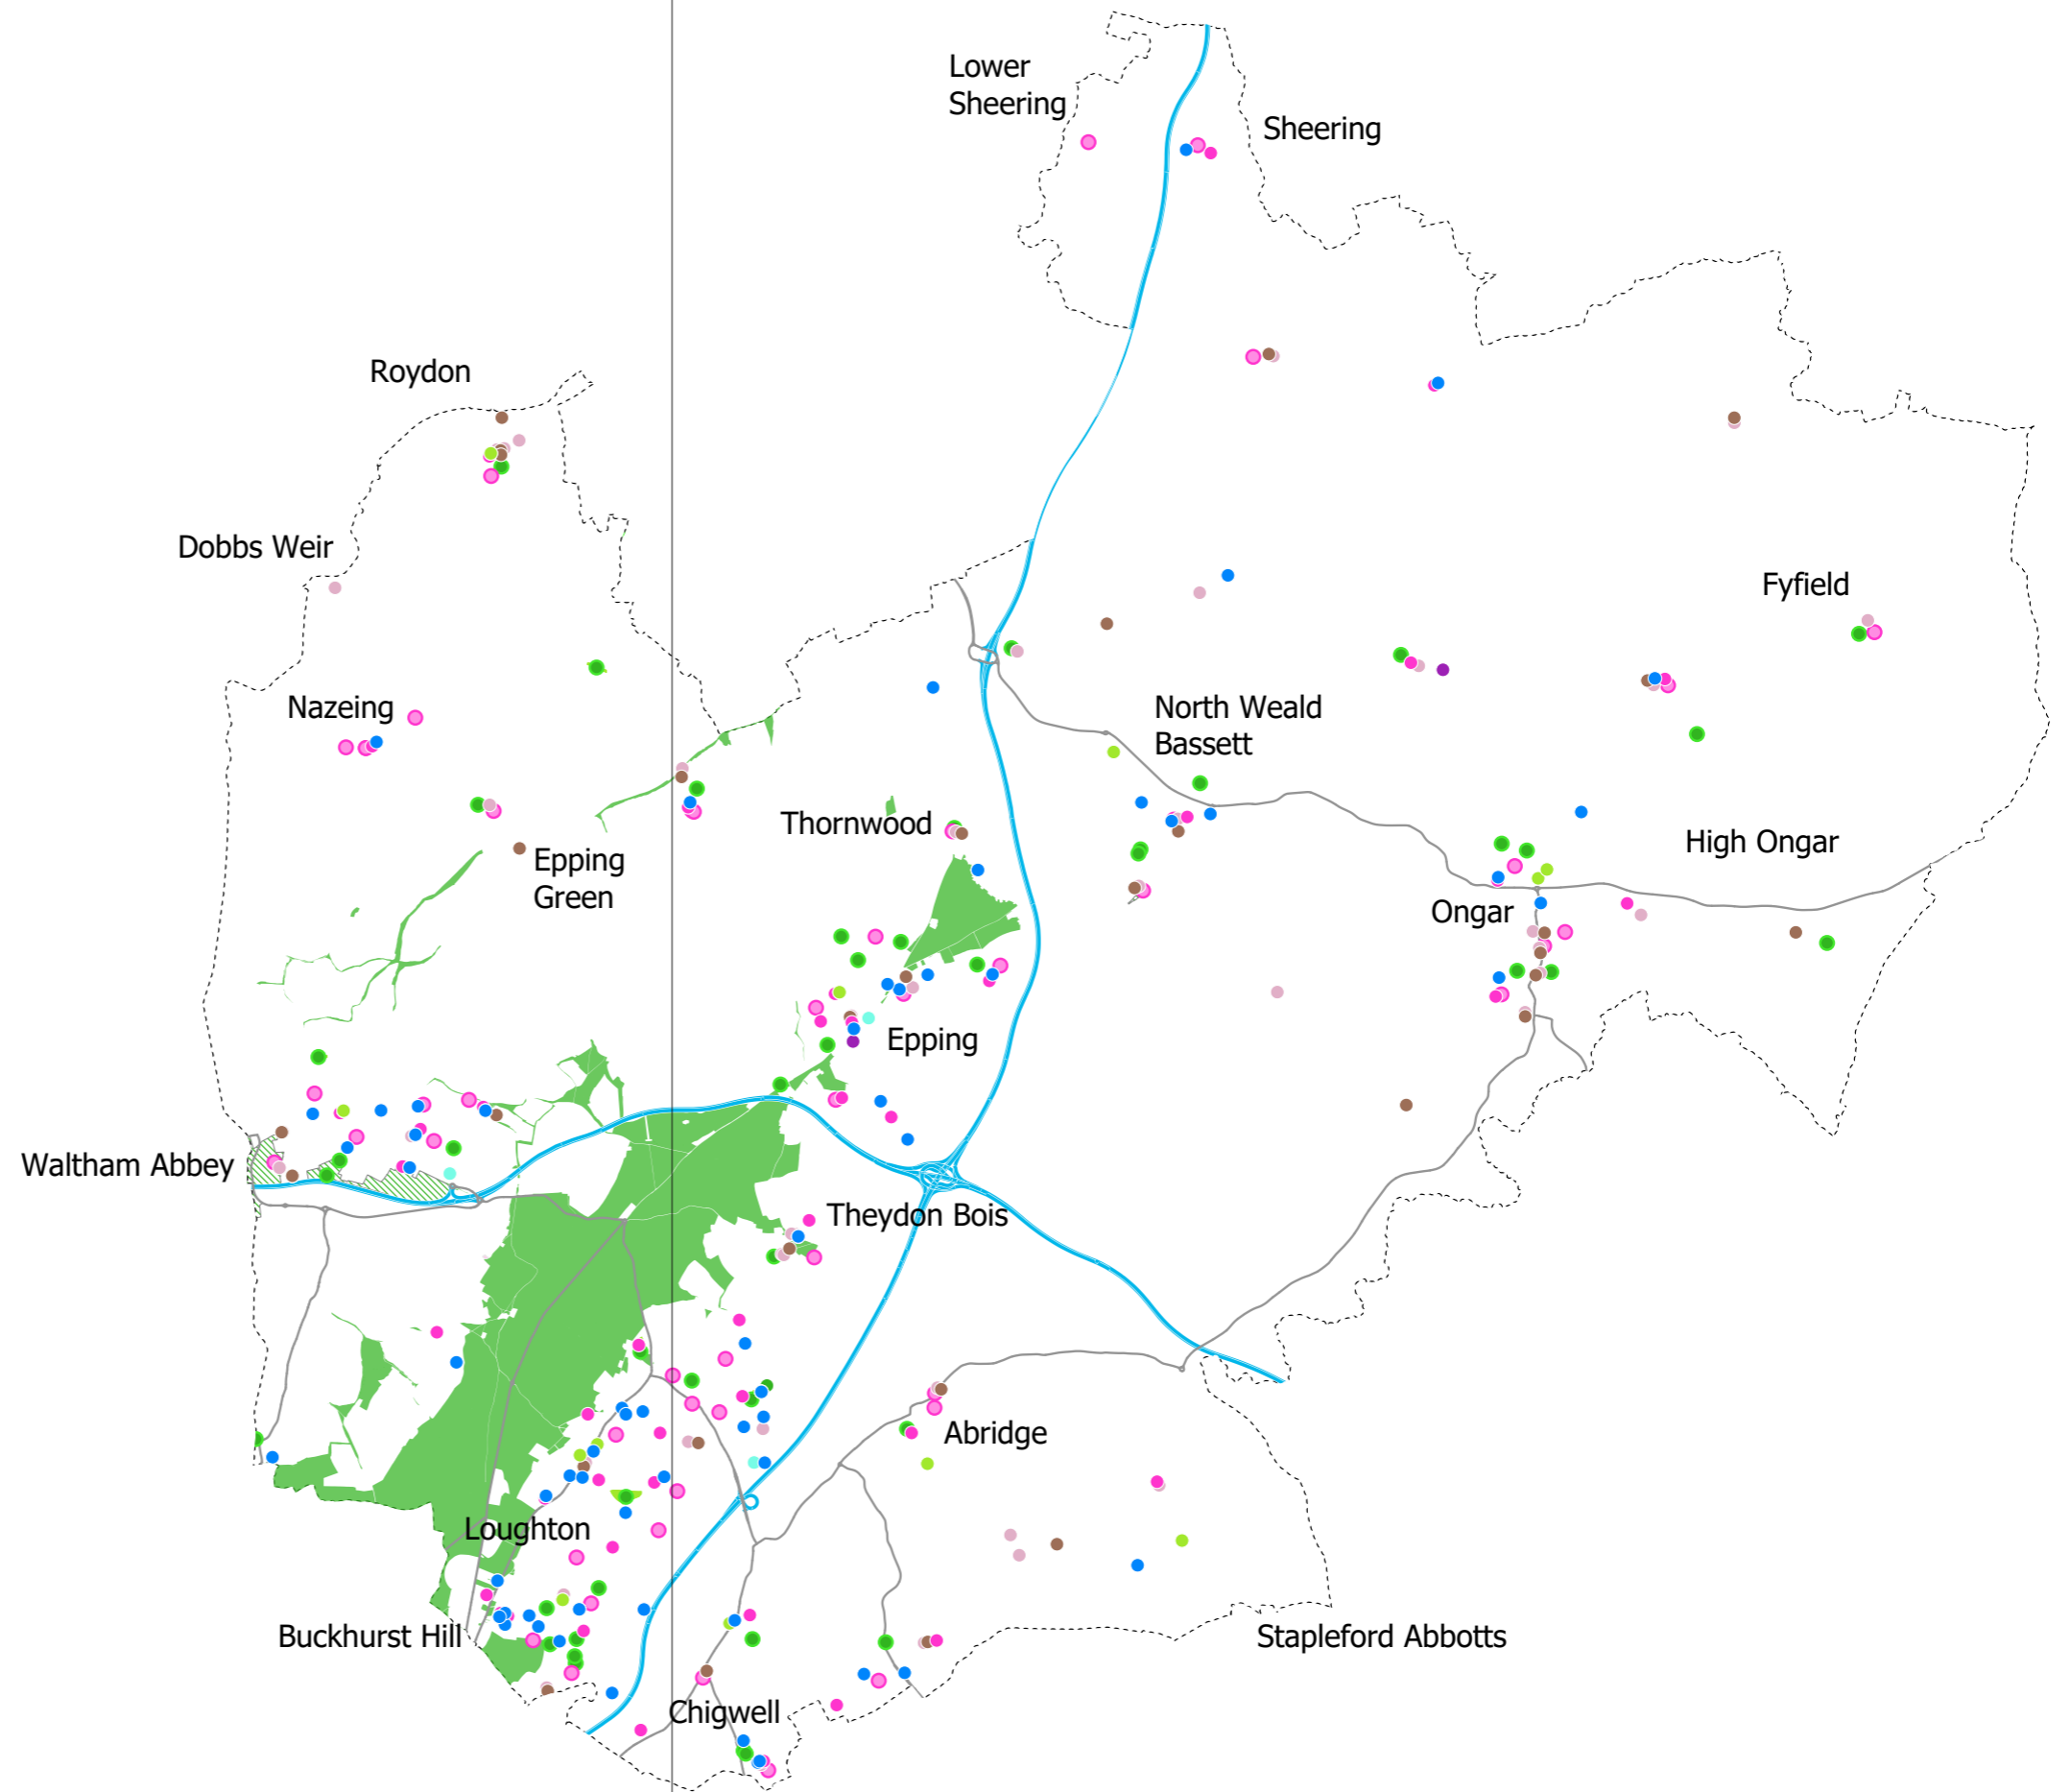 Lower
Sheering
Sheering
Roydon
Dobbs Weir
Fyfield
Nazeing
North Weald
Bassett
Thornwood
High Ongar
Epping
Green
Ongar
Epping
Waltham Abbey
Theydon Bois
Abridge
Loughton
Buckhurst Hill
Stapleford Abbotts
Chigwell